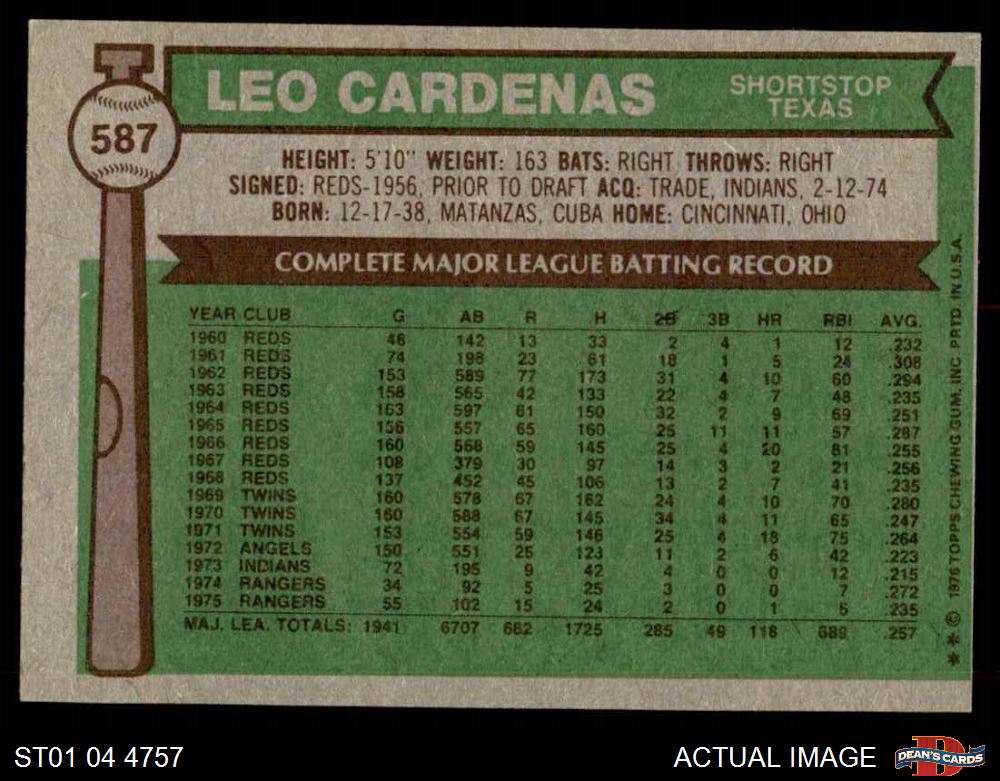 587
LEO CARDENAS
SHORTSTOP
TEXAS
HEIGHT: 5'10" WEIGHT: 163 BATS: RIGHT THROWS: RIGHT
SIGNED: REDS-1956, PRIOR TO DRAFT ACQ: TRADE, INDIANS, 2-12-74
BORN: 12-17-38, MATANZAS, CUBA HOME: CINCINNATI, OHIO
COMPLETE MAJOR LEAGUE BATTING RECORD
YEAR CLUB G AB R H 2B 3B HR RBI AVG.
1960 REDS 48 142 13 33 2 4 1 12 .232
1961 REDS 74 198 23 61 18 1 5 24 .308
1962 REDS 153 589 77 173 31 4 10 60 .294
1963 REDS 158 565 42 133 22 4 7 48 .235
1964 REDS 163 597 61 150 32 2 9 69 .251
1965 REDS 156 557 65 160 25 11 11 57 .287
1966 REDS 160 568 59 145 25 4 20 81 .255
1967 REDS 108 379 30 97 14 3 2 21 .256
1968 REDS 137 452 45 106 13 2 7 41 .235
1969 TWINS 160 578 67 162 24 4 10 70 .280
1970 TWINS 160 588 67 145 34 4 11 65 .247
1971 TWINS 153 554 59 146 25 4 18 75 .264
1972 ANGELS 150 551 25 123 11 2 6 42 .223
1973 INDIANS 72 195 9 42 4 0 0 12 .215
1974 RANGERS 34 92 5 25 3 0 0 7 .272
1975 RANGERS 55 102 15 24 2 0 1 5 .235
MAJ. LEA. TOTALS: 1941 6707 662 1725 285 49 118 689 .257
* * © 1976 TOPPS CHEWING GUM, INC. PRTD. IN U.S.A.
ST01 04 4757
ACTUAL IMAGE
D
DEAN'S CARDS